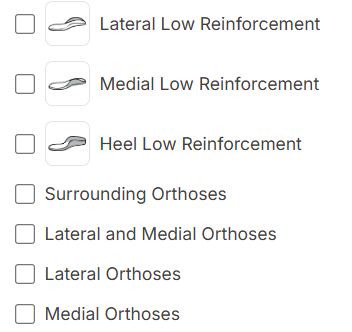 Lateral Low Reinforcement
Medial Low Reinforcement
Heel Low Reinforcement
Surrounding Orthoses
Lateral and Medial Orthoses
Lateral Orthoses
Medial Orthoses